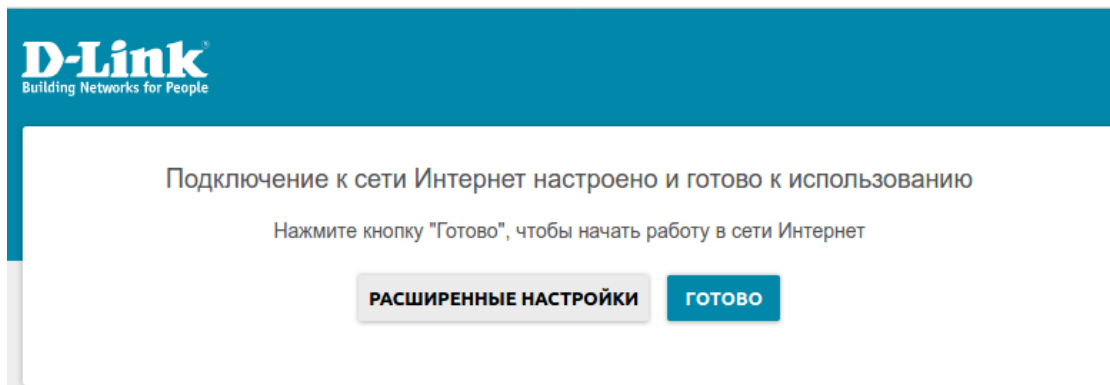 D-Link
Building Networks for People
Подключение к сети Интернет настроено и готово к использованию
Нажмите кнопку "Готово", чтобы начать работу в сети Интернет
РАСШИРЕННЫЕ НАСТРОЙКИ ГОТОВО